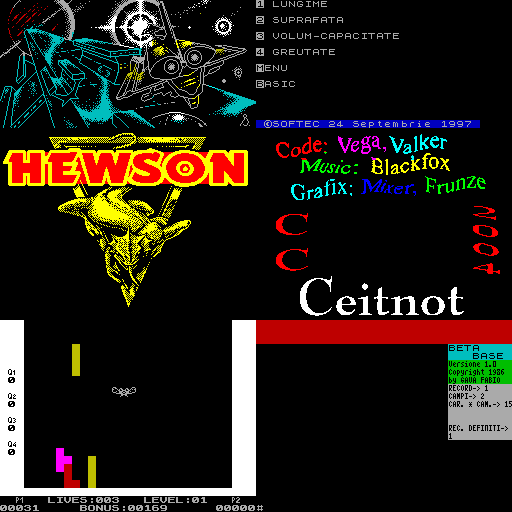 1 LUNGIME
2 SUPRAFATA
3 VOLUM-CAPACITATE
4 GREUTATE
MENU
BASIC
©SOFTEC 24 Septembrie 1997
HEWSON
Code: Vega, Valker
Music: Blackfox
Grafix: Mixer, Frunze
C
C
2004
Ceitnot
Q1
0
Q2
0
Q3
0
Q4
0
P1 LIVES:003 LEVEL:01 P2
00031 BONUS:00169 00000#
BETA
BASE
Versione 1.0
Copyright 1986
by GAVA FABIO
RECORD-> 1
CAMPI-> 2
CAR. x CAM.-> 15
REC. DEFINITI->
1